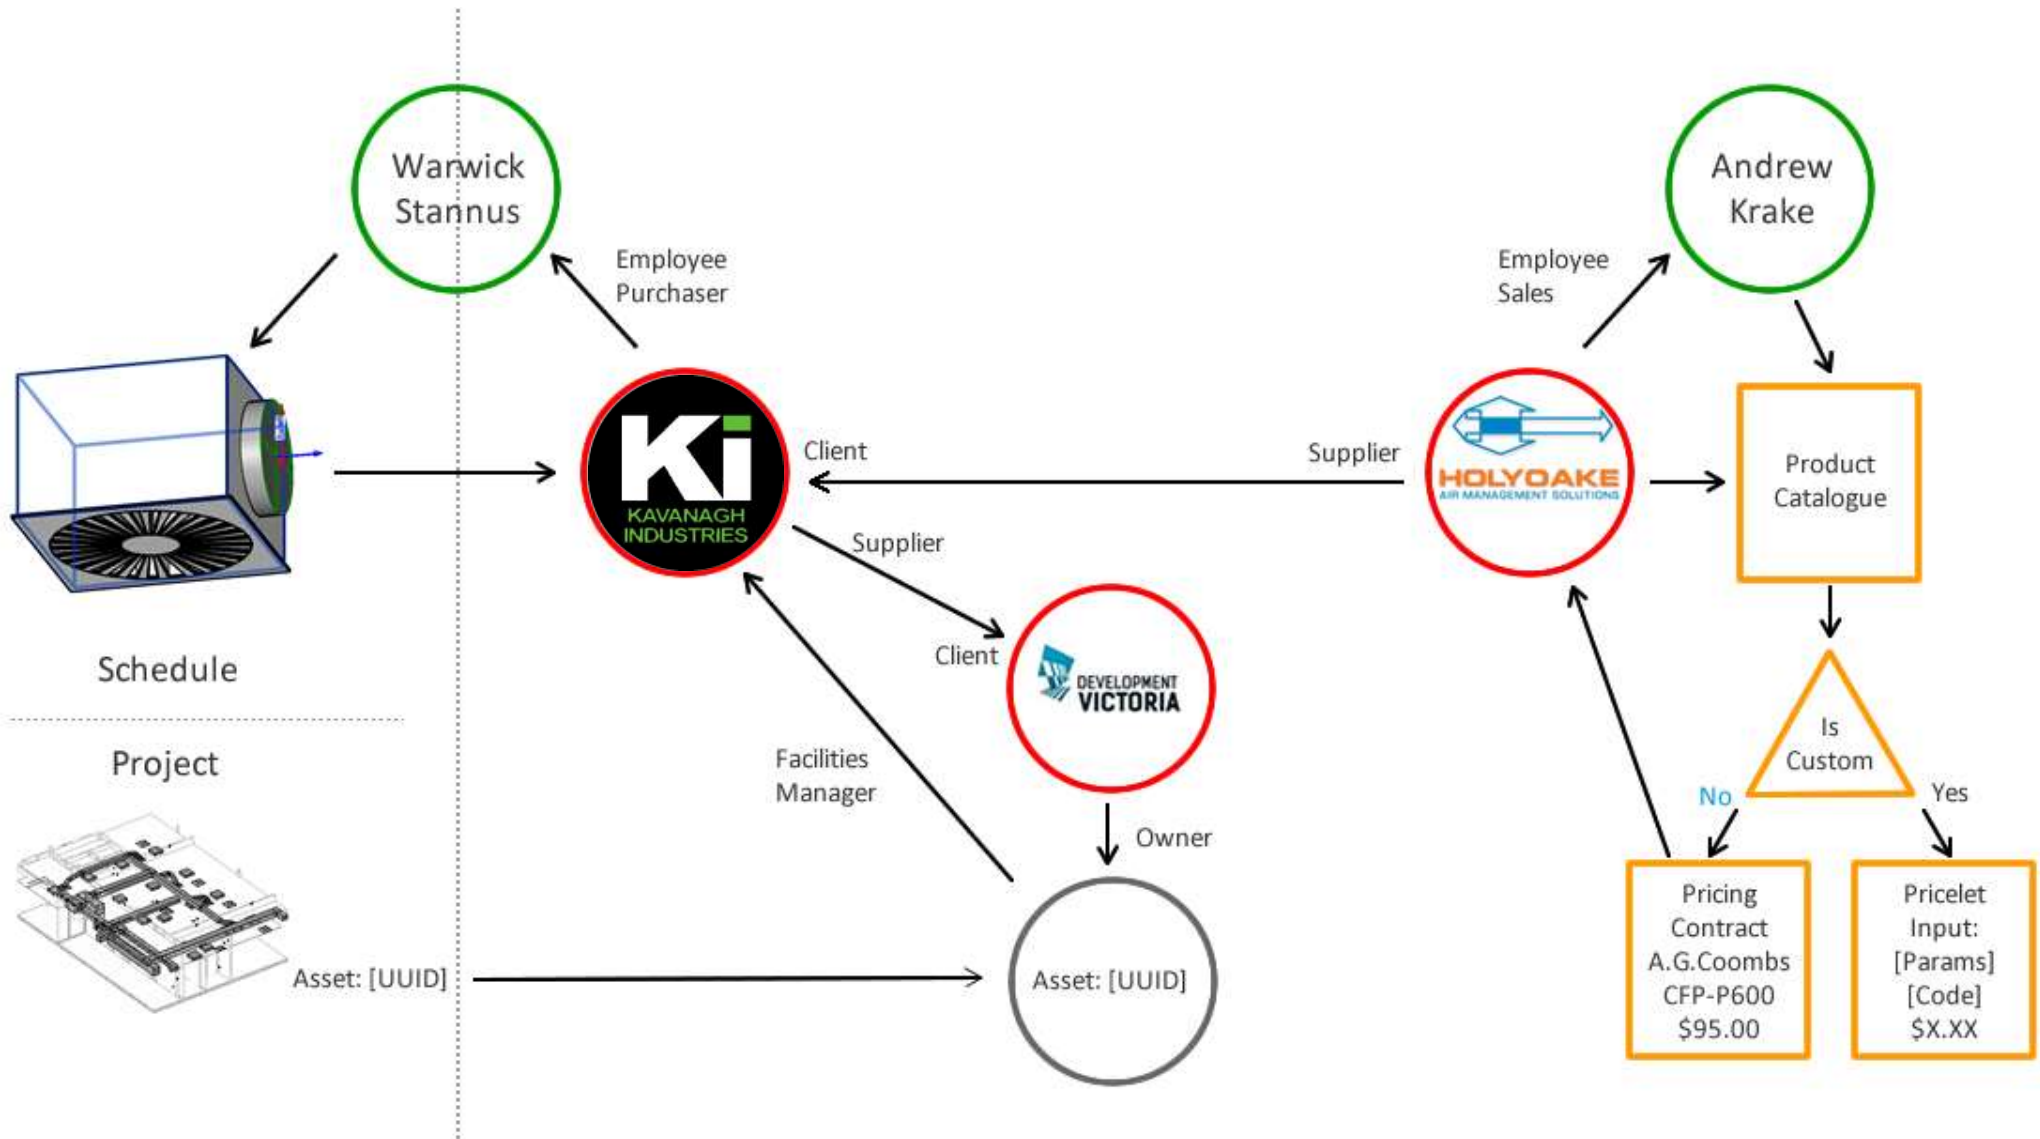 Warwick
Stannus
Employee
Purchaser
Andrew
Krake
Employee
Sales
Ki
KAVANAGH
INDUSTRIES
Client
Supplier
HOLYOAKE
AIR MANAGEMENT SOLUTIONS
Product
Catalogue
Supplier
Client
DEVELOPMENT
VICTORIA
Schedule
Project
Facilities
Manager
Owner
Is
Custom
No
Yes
Asset: [UUID]
Asset: [UUID]
Pricing
Contract
A.G.Coombs
CFP-P600
$95.00
Pricelet
Input:
[Params]
[Code]
$X.XX